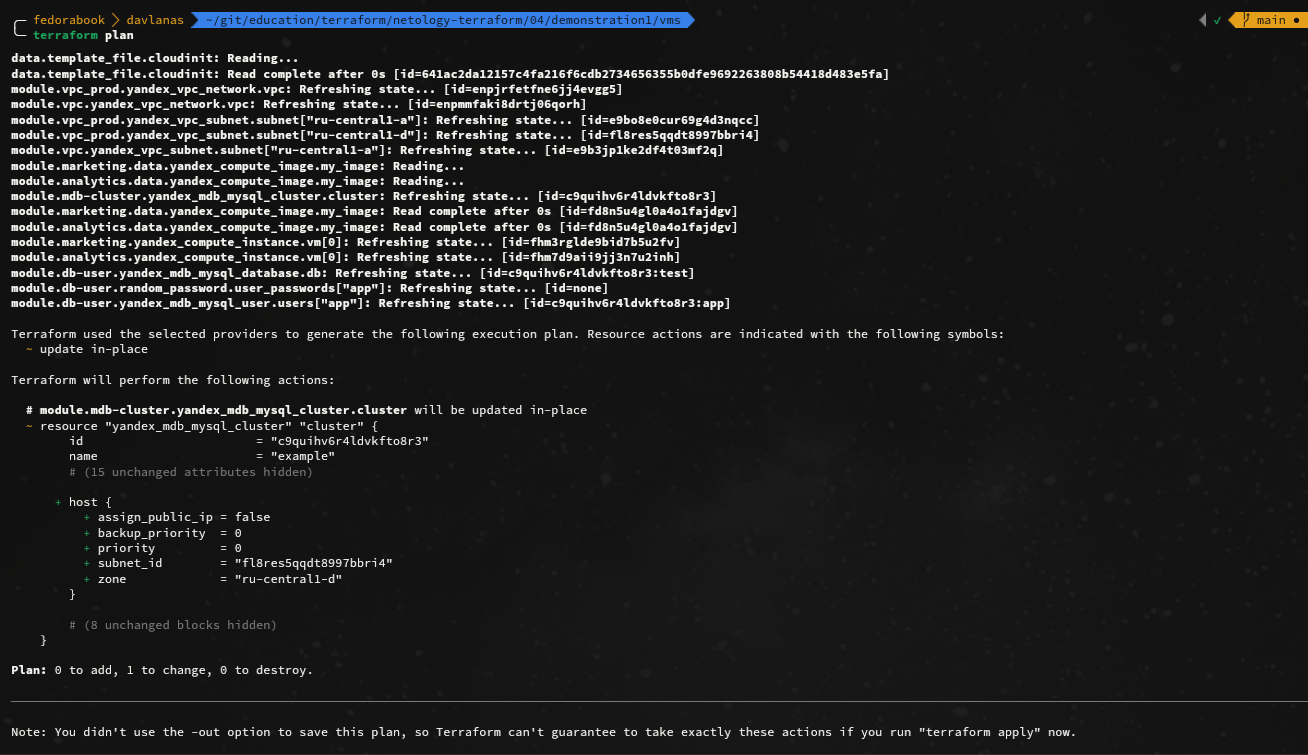 fedorabook davlanas ~/git/education/terraform/netology-terraform/04/demonstration1/vms ✓ main ●
terraform plan
data.template_file.cloudinit: Reading...
data.template_file.cloudinit: Read complete after 0s [id=641ac2da12157c4fa216f6cdb2734656355b0dfe9692263808b54418d483e5fa]
module.vpc_prod.yandex_vpc_network.vpc: Refreshing state... [id=enpjrfetfne6jj4evgg5]
module.vpc.yandex_vpc_network.vpc: Refreshing state... [id=enpmmfaki8drtj06qorh]
module.vpc_prod.yandex_vpc_subnet.subnet["ru-central1-a"]: Refreshing state... [id=e9bo8e0cur69g4d3nqcc]
module.vpc_prod.yandex_vpc_subnet.subnet["ru-central1-d"]: Refreshing state... [id=fl8res5qqdt8997bbri4]
module.vpc.yandex_vpc_subnet.subnet["ru-central1-a"]: Refreshing state... [id=e9b3jp1ke2df4t03mf2q]
module.marketing.data.yandex_compute_image.my_image: Reading...
module.analytics.data.yandex_compute_image.my_image: Reading...
module.mdb-cluster.yandex_mdb_mysql_cluster.cluster: Refreshing state... [id=c9quihv6r4ldvkfto8r3]
module.marketing.data.yandex_compute_image.my_image: Read complete after 0s [id=fd8n5u4gl0a4o1fajdgv]
module.analytics.data.yandex_compute_image.my_image: Read complete after 0s [id=fd8n5u4gl0a4o1fajdgv]
module.marketing.yandex_compute_instance.vm[0]: Refreshing state... [id=fhm3rglde9bid7b5u2fv]
module.analytics.yandex_compute_instance.vm[0]: Refreshing state... [id=fhm7d9aii9jj3n7u2inh]
module.db-user.yandex_mdb_mysql_database.db: Refreshing state... [id=c9quihv6r4ldvkfto8r3:test]
module.db-user.random_password.user_passwords["app"]: Refreshing state... [id=none]
module.db-user.yandex_mdb_mysql_user.users["app"]: Refreshing state... [id=c9quihv6r4ldvkfto8r3:app]
Terraform used the selected providers to generate the following execution plan. Resource actions are indicated with the following symbols:
~ update in-place
Terraform will perform the following actions:
# module.mdb-cluster.yandex_mdb_mysql_cluster.cluster will be updated in-place
~ resource "yandex_mdb_mysql_cluster" "cluster" {
id = "c9quihv6r4ldvkfto8r3"
name = "example"
# (15 unchanged attributes hidden)
+ host {
+ assign_public_ip = false
+ backup_priority = 0
+ priority = 0
+ subnet_id = "fl8res5qqdt8997bbri4"
+ zone = "ru-central1-d"
}
# (8 unchanged blocks hidden)
}
Plan: 0 to add, 1 to change, 0 to destroy.
Note: You didn't use the -out option to save this plan, so Terraform can't guarantee to take exactly these actions if you run "terraform apply" now.